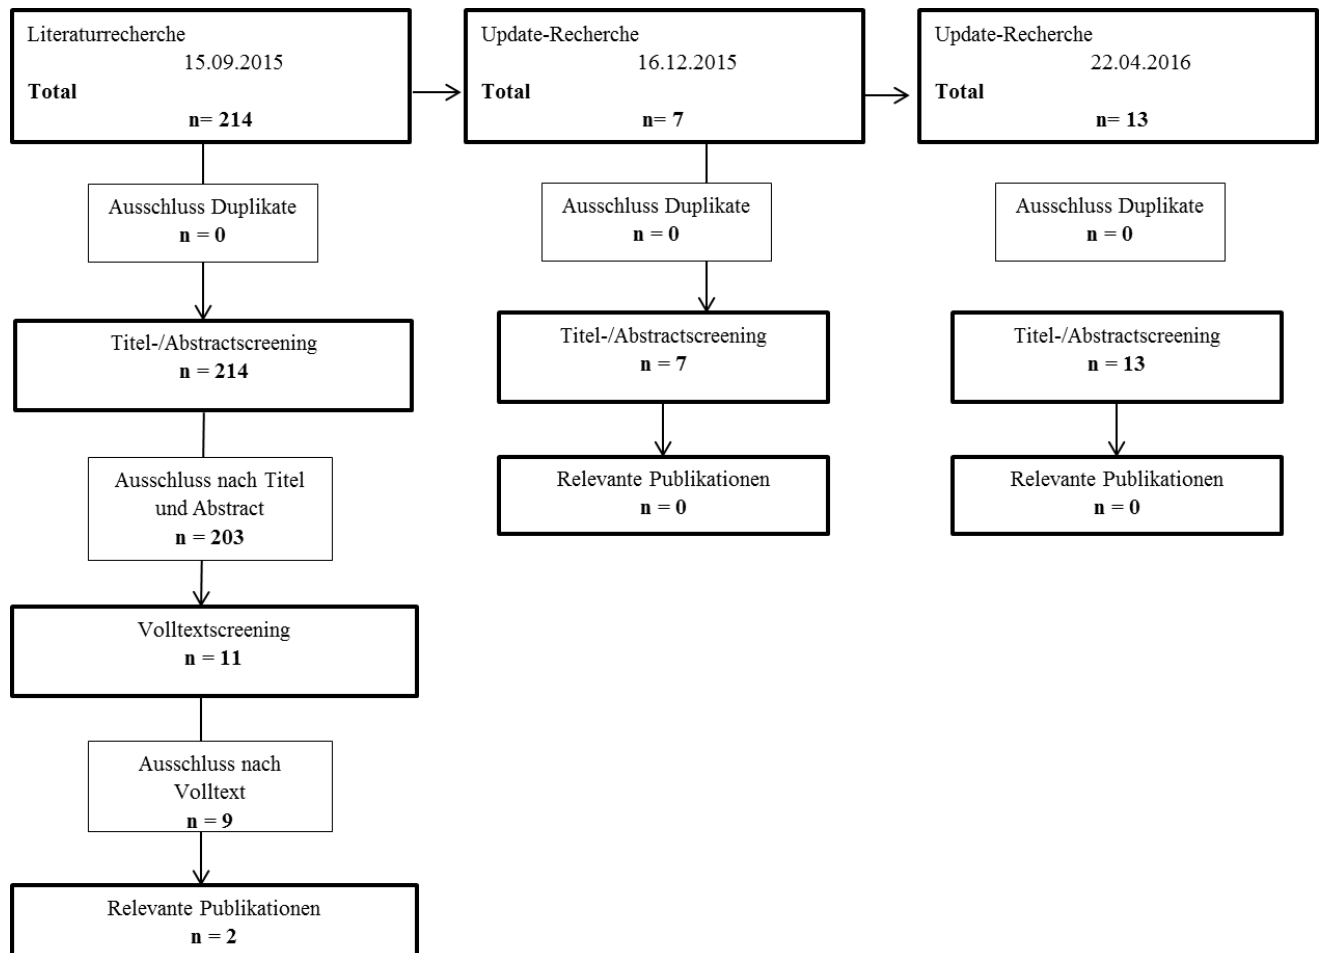 Literaturrecherche
15.09.2015
Total
n= 214
Ausschluss Duplikate
n = 0
Titel-/Abstractscreening
n = 214
Ausschluss nach Titel
und Abstract
n = 203
Volltextscreening
n = 11
Ausschluss nach
Volltext
n = 9
Relevante Publikationen
n = 2
Update-Recherche
16.12.2015
Total
n= 7
Ausschluss Duplikate
n = 0
Titel-/Abstractscreening
n = 7
Relevante Publikationen
n = 0
Update-Recherche
22.04.2016
Total
n= 13
Ausschluss Duplikate
n = 0
Titel-/Abstractscreening
n = 13
Relevante Publikationen
n = 0